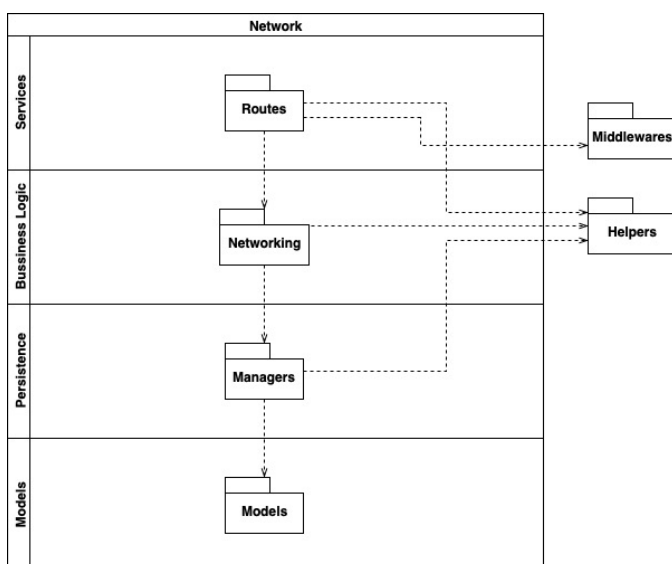 Network
Services
Routes
Middlewares
Bussiness Logic
Networking
Helpers
Persistence
Managers
Models
Models